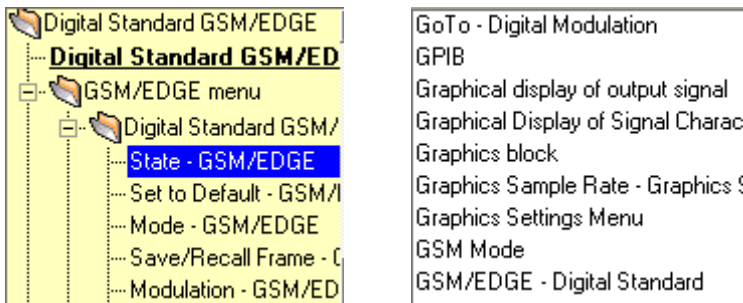 Digital Standard GSM/EDGE
Digital Standard GSM/ED
GSM/EDGE menu
Digital Standard GSM/
State - GSM/EDGE
Set to Default - GSM/
Mode - GSM/EDGE
Save/Recall Frame -
Modulation - GSM/ED
GoTo - Digital Modulation
GPIB
Graphical display of output signal
Graphical Display of Signal Charac
Graphics block
Graphics Sample Rate - Graphics S
Graphics Settings Menu
GSM Mode
GSM/EDGE - Digital Standard